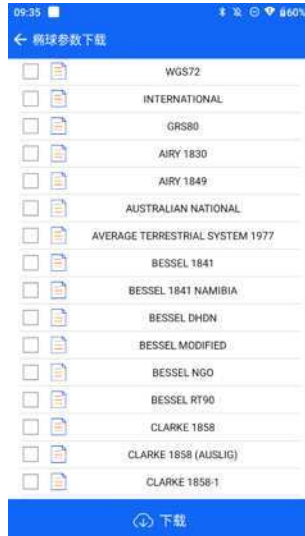 09:35 60%
椭球参数下载
WGS72
INTERNATIONAL
GRS80
AIRY 1830
AIRY 1849
AUSTRALIAN NATIONAL
AVERAGE TERRESTRIAL SYSTEM 1977
BESSEL 1841
BESSEL 1841 NAMIBIA
BESSEL DHDN
BESSEL MODIFIED
BESSEL NGO
BESSEL RT90
CLARKE 1858
CLARKE 1858 (AUSLIG)
CLARKE 1858-1
下载